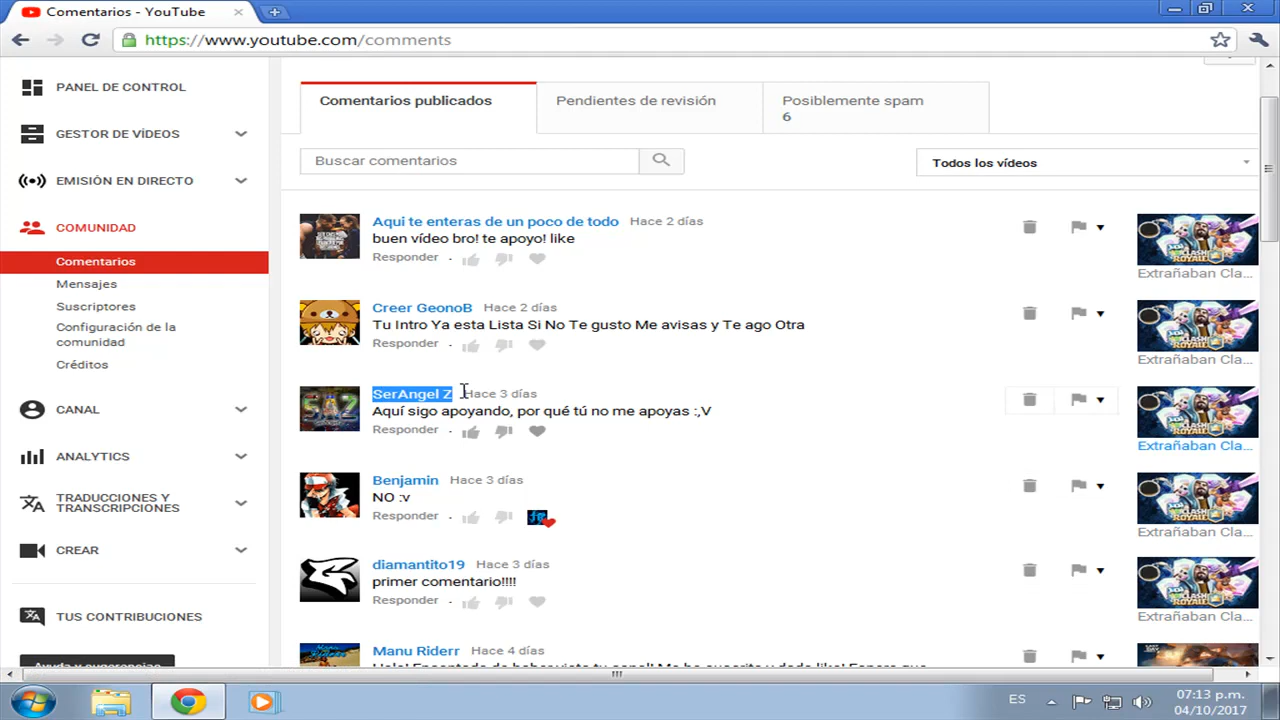 Comentarios - YouTube
https://www.youtube.com/comments
PANEL DE CONTROL
GESTOR DE VÍDEOS
EMISIÓN EN DIRECTO
COMUNIDAD
Comentarios
Mensajes
Suscriptores
Configuración de la
comunidad
Créditos
CANAL
ANALYTICS
TRADUCCIONES Y
TRANSCRIPCIONES
CREAR
TUS CONTRIBUCIONES
Ayuda y sugerencias
Comentarios publicados
Pendientes de revisión
Posiblemente spam
6
Buscar comentarios
Todos los vídeos
Aqui te enteras de un poco de todo Hace 2 días
buen vídeo bro! te apoyo! like
Responder
Extrañaban Cla...
Creer GeonoB Hace 2 días
Tu Intro Ya esta Lista Si No Te gusto Me avisas y Te ago Otra
Responder
Extrañaban Cla...
SerAngel Z Hace 3 días
Aquí sigo apoyando, por qué tú no me apoyas :,V
Responder
Extrañaban Cla...
Benjamin Hace 3 días
NO :v
Responder
Extrañaban Cla...
diamantito19 Hace 3 días
primer comentario!!!!
Responder
Extrañaban Cla...
Manu Riderr Hace 4 días
ES
07:13 p.m.
04/10/2017